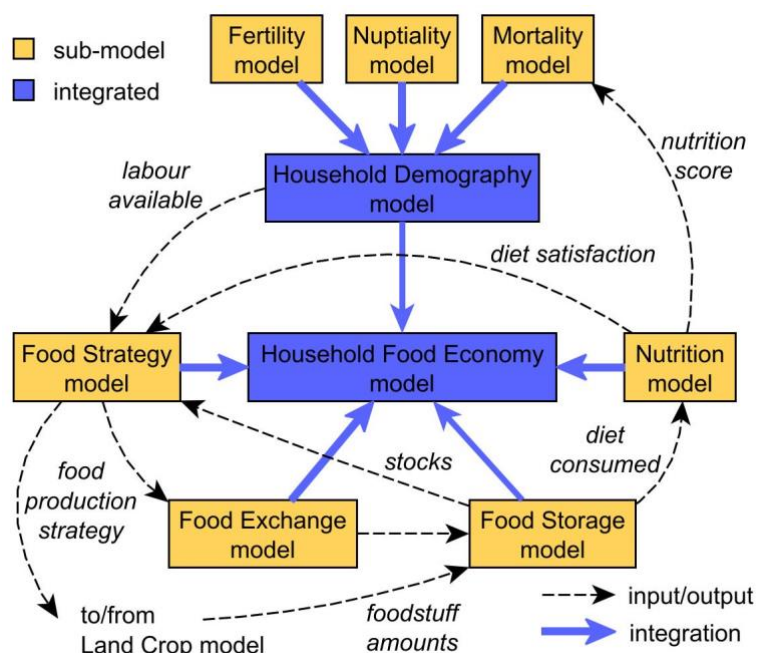 sub-model
integrated
Fertility
model
Nuptiality
model
Mortality
model
nutrition
score
labour
available
Household Demography
model
diet satisfaction
Food Strategy
model
Household Food Economy
model
Nutrition
model
food
production
strategy
stocks
diet
consumed
Food Exchange
model
Food Storage
model
to/from
Land Crop model
foodstuff
amounts
input/output
integration